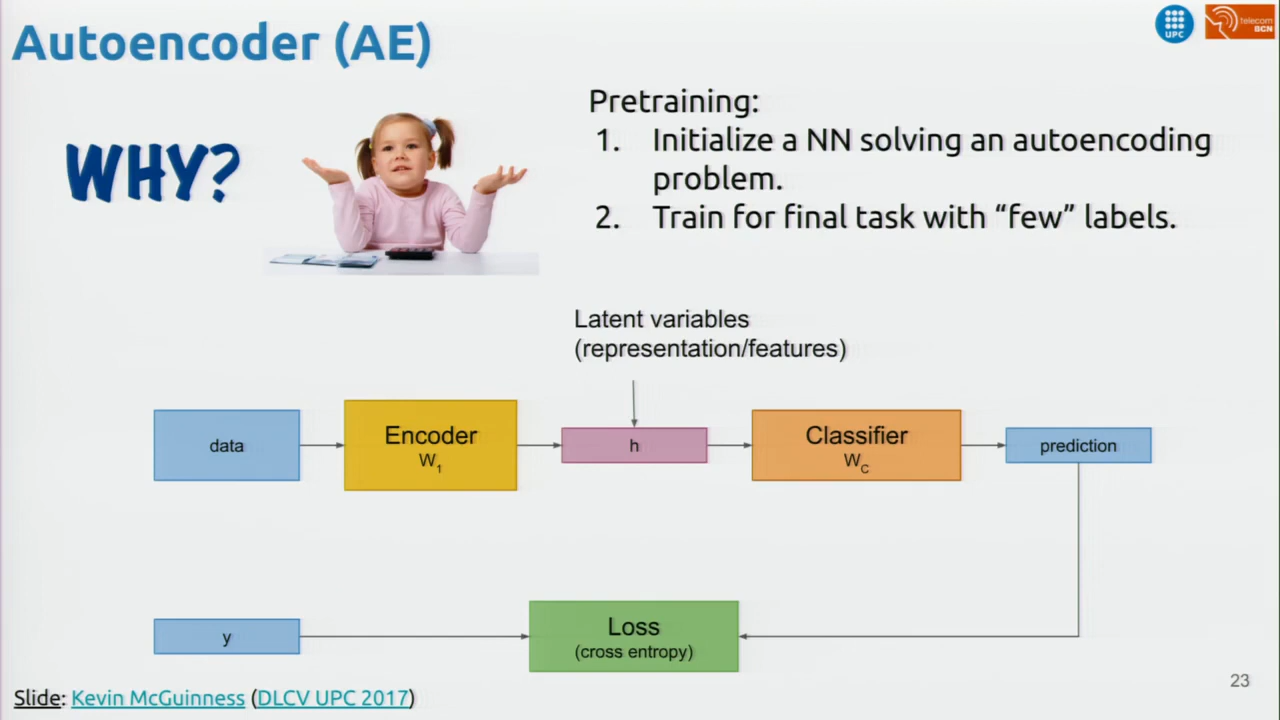 Autoencoder (AE)
UPC
telecom
BCN
WHY?
Pretraining:
1. Initialize a NN solving an autoencoding
problem.
2. Train for final task with “few” labels.
Latent variables
(representation/features)
data
Encoder
W1
h
Classifier
WC
prediction
y
Loss
(cross entropy)
Slide: Kevin McGuinness (DLCV UPC 2017)
23